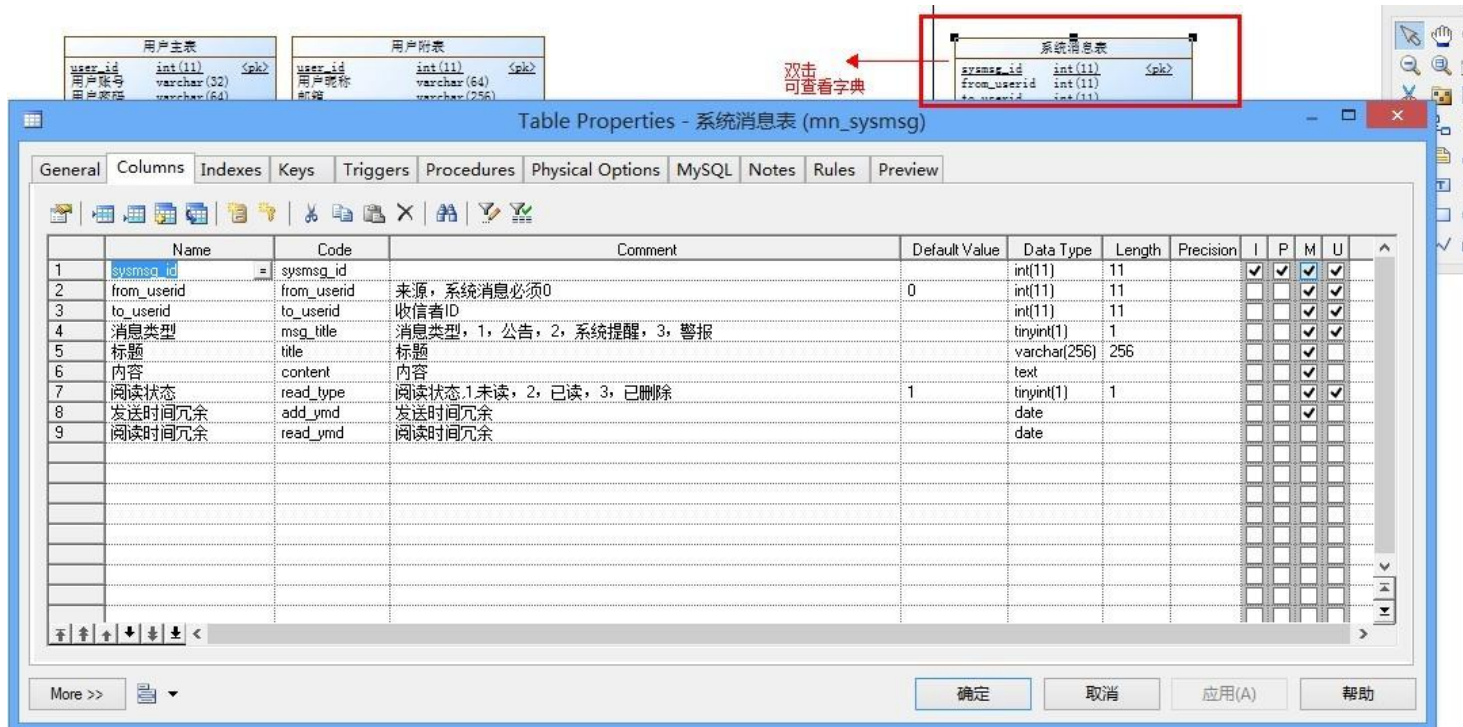 用户主表
user_id int(11) <pk>
用户账号 varchar(32)
用户密码 varchar(64)
用户附表
user_id int(11) <pk>
用户昵称 varchar(64)
邮箱 varchar(256)
双击
可查看字典
系统消息表
sysmsg_id int(11) <pk>
from_userid int(11)
to_userid int(11)
Table Properties - 系统消息表 (mn_sysmsg)
General Columns Indexes Keys Triggers Procedures Physical Options MySQL Notes Rules Preview
Name Code Comment Default Value Data Type Length Precision I P M U
1 sysmsg_id = sysmsg_id int(11) 11
2 from_userid from_userid 来源，系统消息必须0 0 int(11) 11
3 to_userid to_userid 收信者ID int(11) 11
4 消息类型 msg_title 消息类型，1，公告，2，系统提醒，3，警报 tinyint(1) 1
5 标题 title 标题 varchar(256) 256
6 内容 content 内容 text
7 阅读状态 read_type 阅读状态,1,未读，2，已读，3，已删除 1 tinyint(1) 1
8 发送时间冗余 add_ymd 发送时间冗余 date
9 阅读时间冗余 read_ymd 阅读时间冗余 date
More >> 确定 取消 应用(A) 帮助